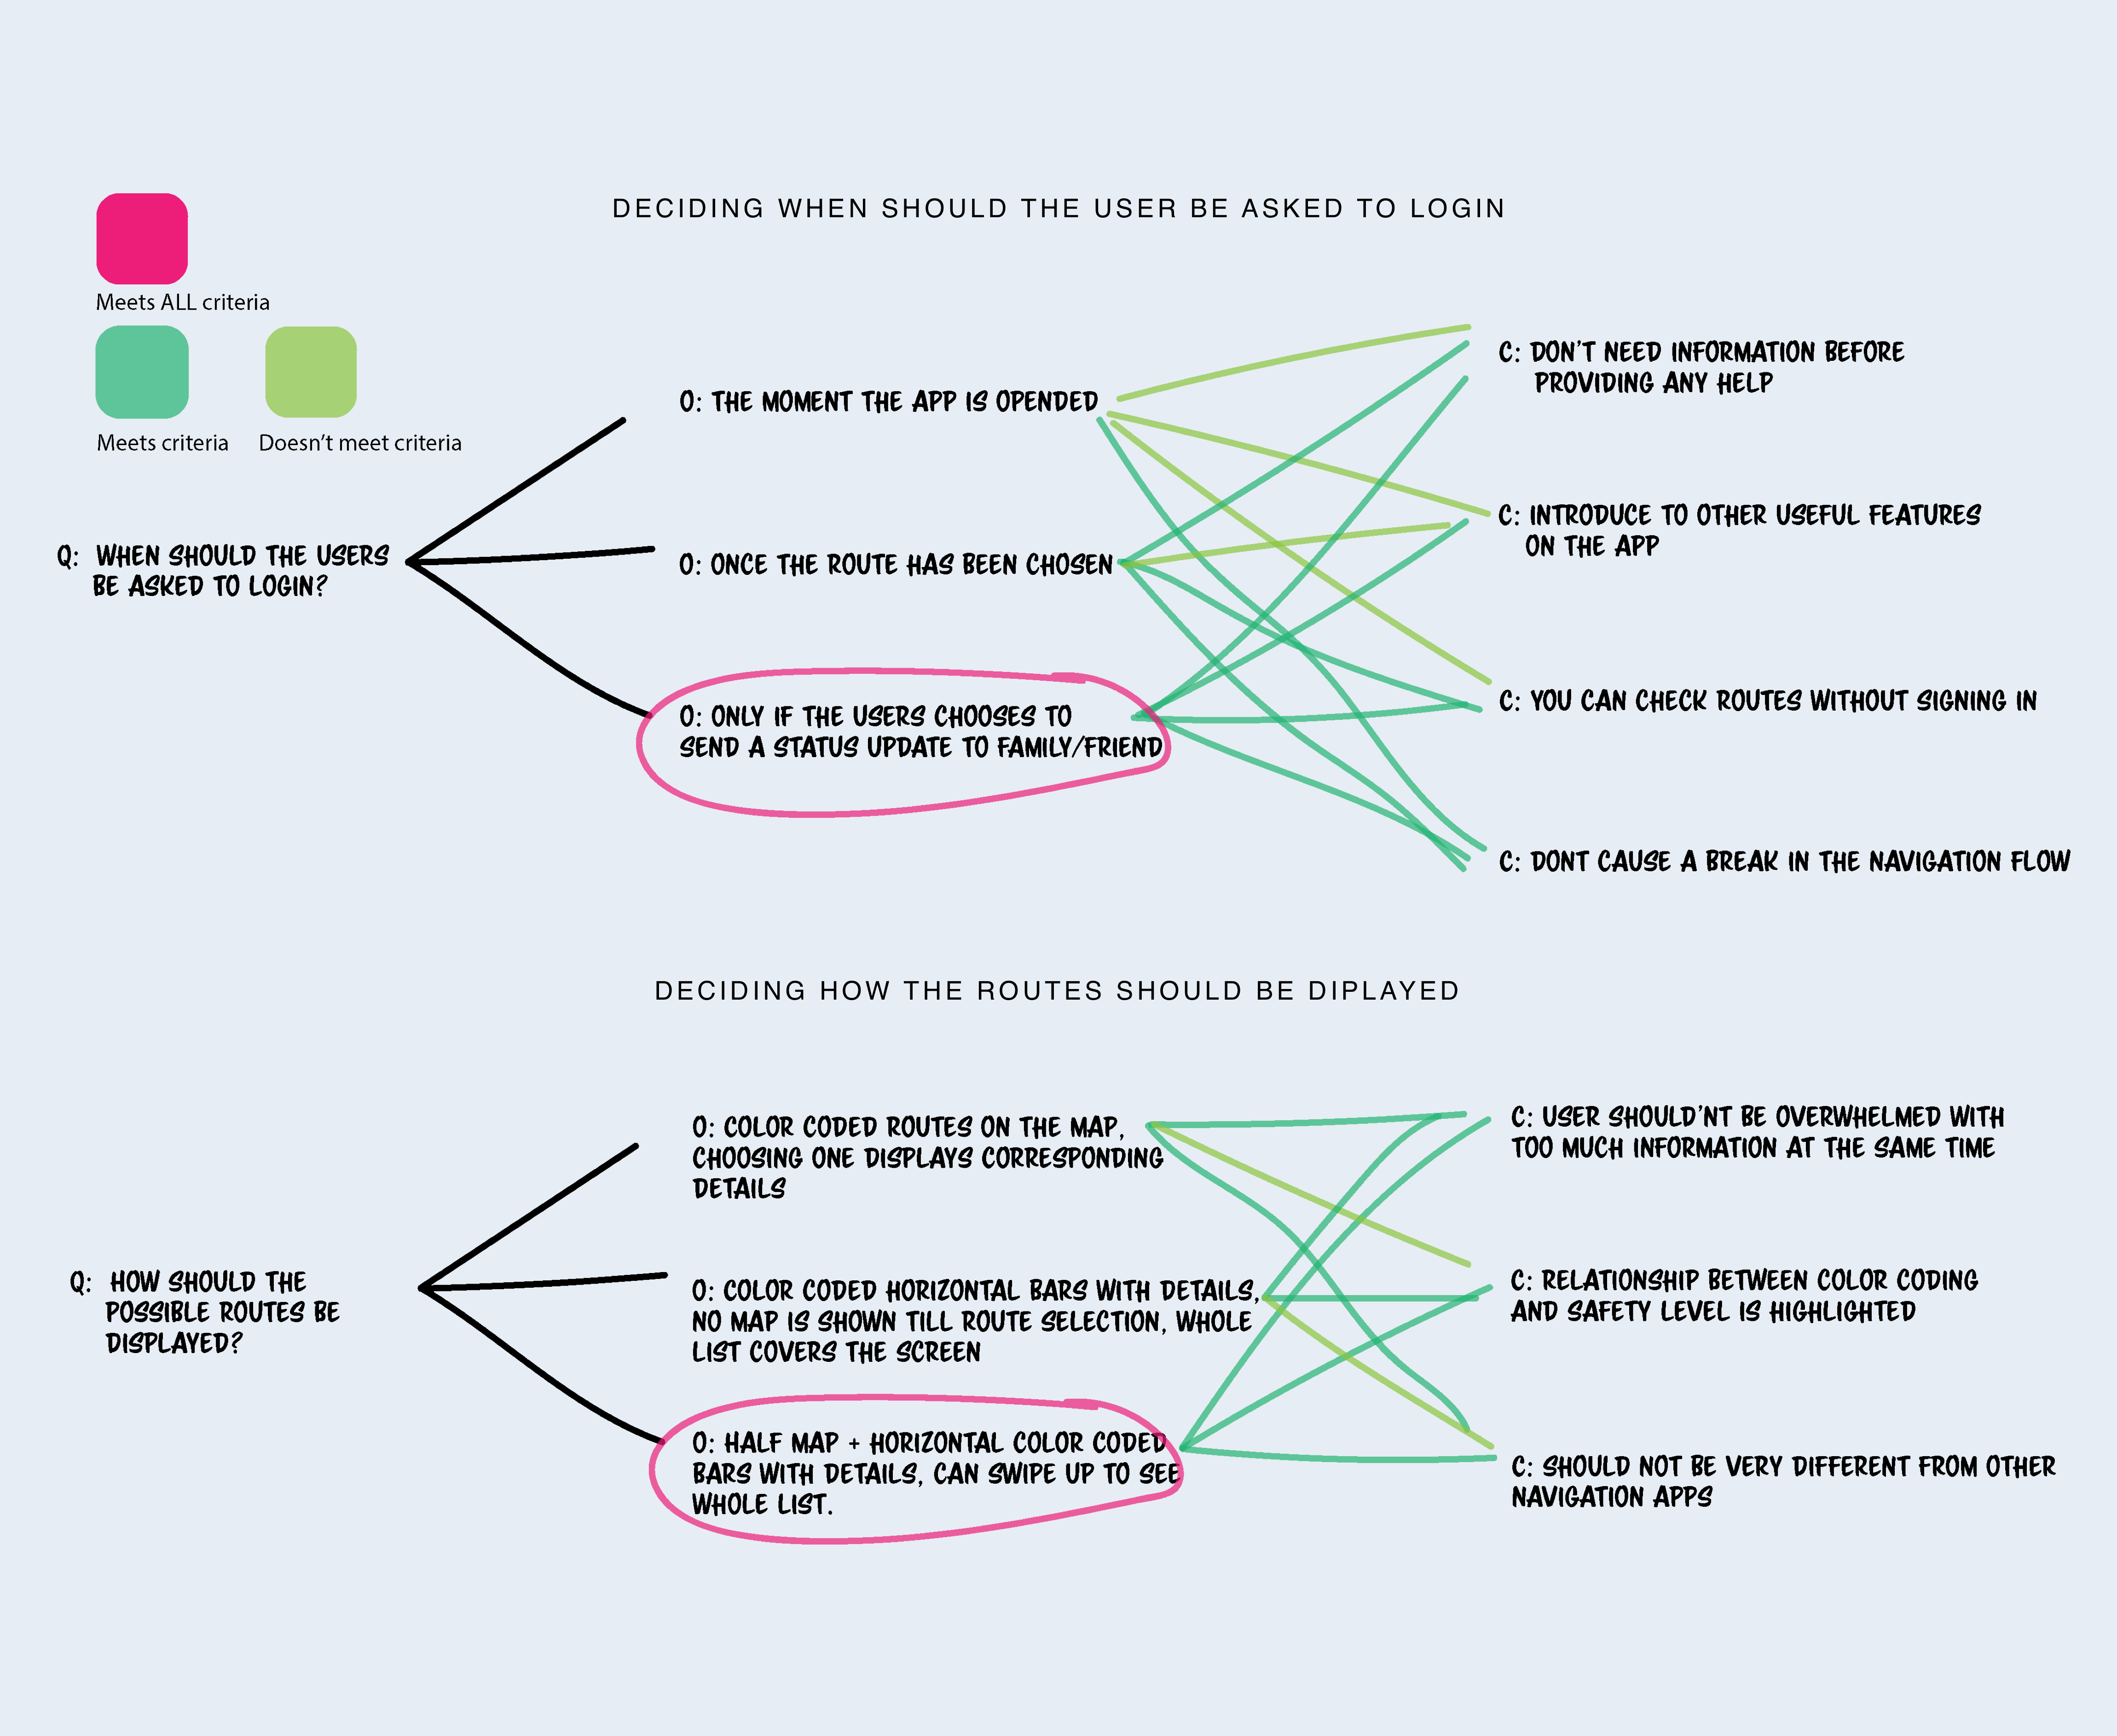 DECIDING WHEN SHOULD THE USER BE ASKED TO LOGIN
Meets ALL criteria
Meets criteria
Doesn't meet criteria
Q: WHEN SHOULD THE USERS
BE ASKED TO LOGIN?
O: THE MOMENT THE APP IS OPENDED
O: ONCE THE ROUTE HAS BEEN CHOSEN
O: ONLY IF THE USERS CHOOSES TO
SEND A STATUS UPDATE TO FAMILY/FRIEND
C: DON'T NEED INFORMATION BEFORE
PROVIDING ANY HELP
C: INTRODUCE TO OTHER USEFUL FEATURES
ON THE APP
C: YOU CAN CHECK ROUTES WITHOUT SIGNING IN
C: DONT CAUSE A BREAK IN THE NAVIGATION FLOW
DECIDING HOW THE ROUTES SHOULD BE DIPLAYED
Q: HOW SHOULD THE
POSSIBLE ROUTES BE
DISPLAYED?
O: COLOR CODED ROUTES ON THE MAP,
CHOOSING ONE DISPLAYS CORRESPONDING
DETAILS
O: COLOR CODED HORIZONTAL BARS WITH DETAILS,
NO MAP IS SHOWN TILL ROUTE SELECTION, WHOLE
LIST COVERS THE SCREEN
O: HALF MAP + HORIZONTAL COLOR CODED
BARS WITH DETAILS, CAN SWIPE UP TO SEE
WHOLE LIST.
C: USER SHOULD'NT BE OVERWHELMED WITH
TOO MUCH INFORMATION AT THE SAME TIME
C: RELATIONSHIP BETWEEN COLOR CODING
AND SAFETY LEVEL IS HIGHLIGHTED
C: SHOULD NOT BE VERY DIFFERENT FROM OTHER
NAVIGATION APPS